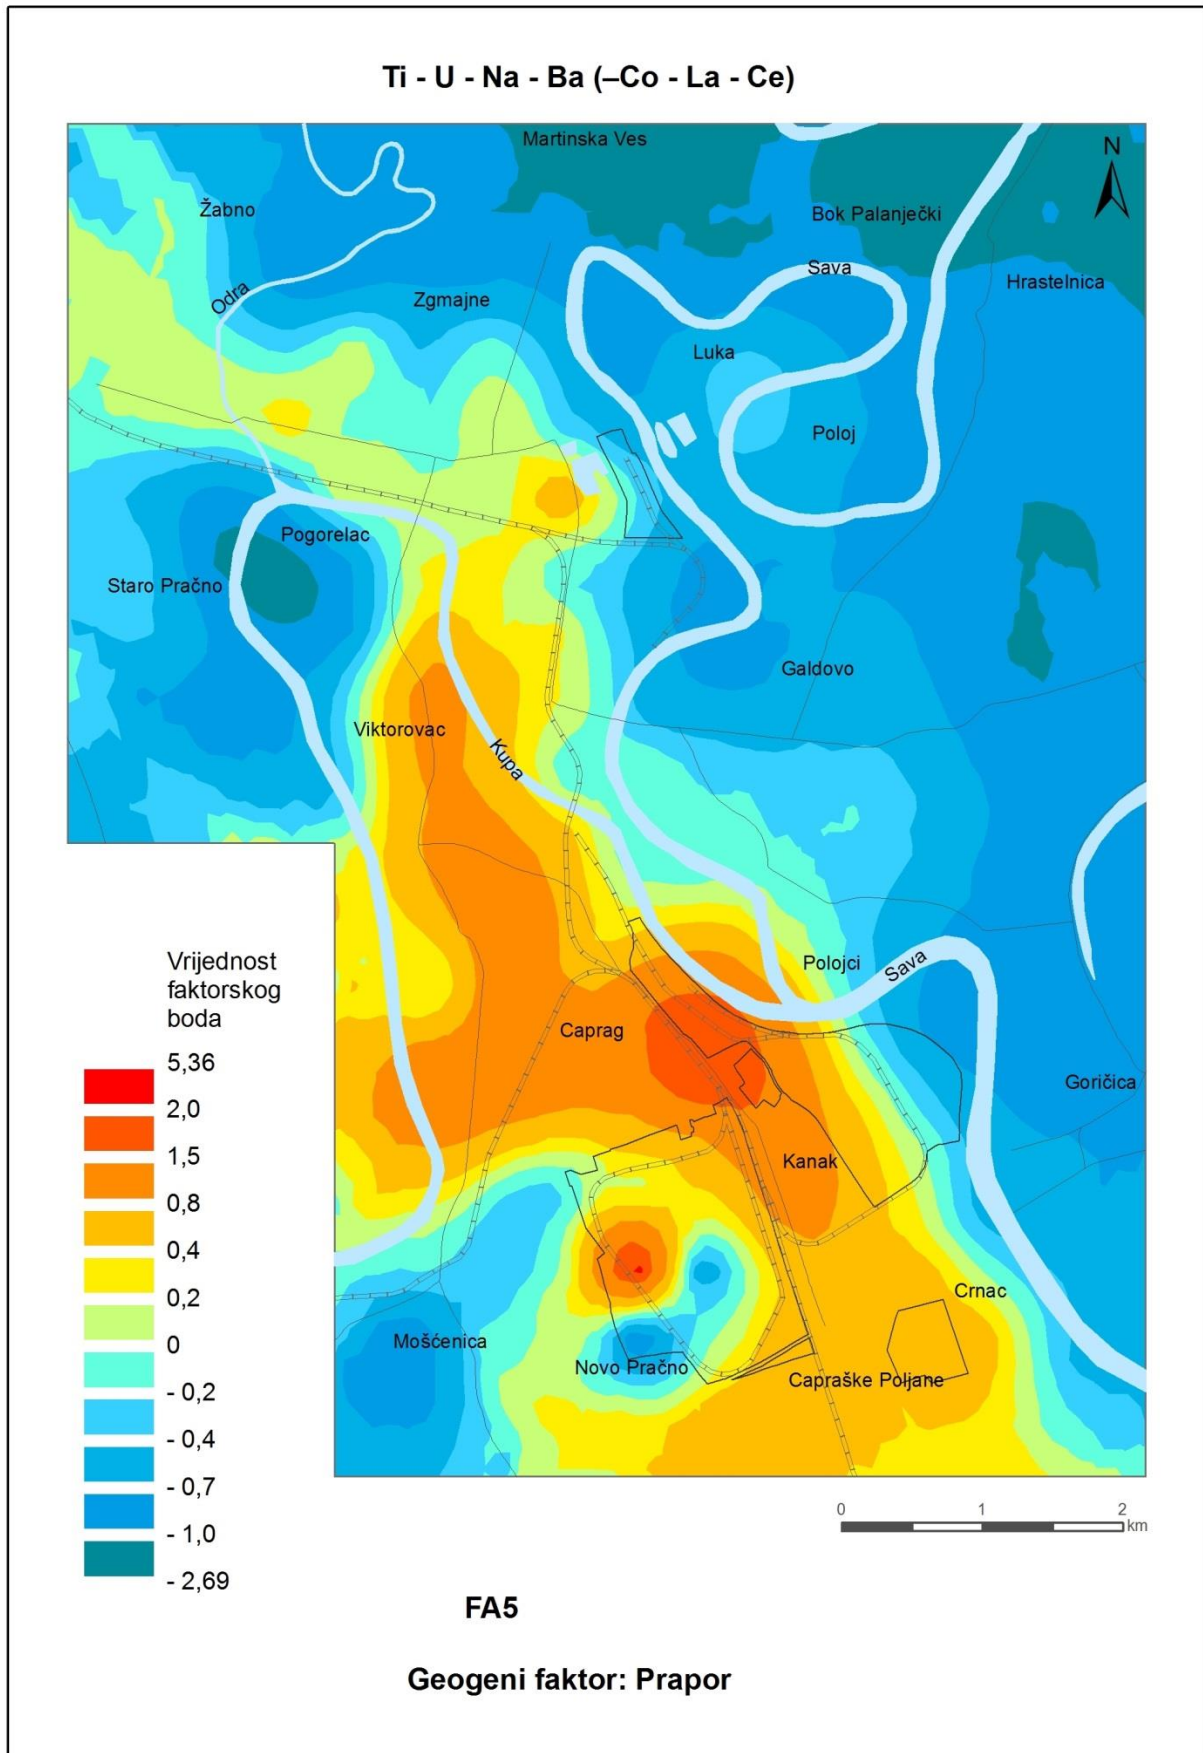 Ti - U - Na - Ba (–Co - La - Ce)
Martinska Ves
N
Žabno
Bok Palanječki
Sava
Hrastelnica
Odra
Zgmajne
Luka
Poloj
Pogorelac
Staro Pračno
Galdovo
Viktorovac
Kupa
Polojci
Sava
Caprag
Goričica
Kanak
Crnac
Mošćenica
Novo Pračno
Capraške Poljane
Vrijednost
faktorskog
boda
5,36
2,0
1,5
0,8
0,4
0,2
0
- 0,2
- 0,4
- 0,7
- 1,0
- 2,69
0 1 2
km
FA5
Geogeni faktor: Prapor